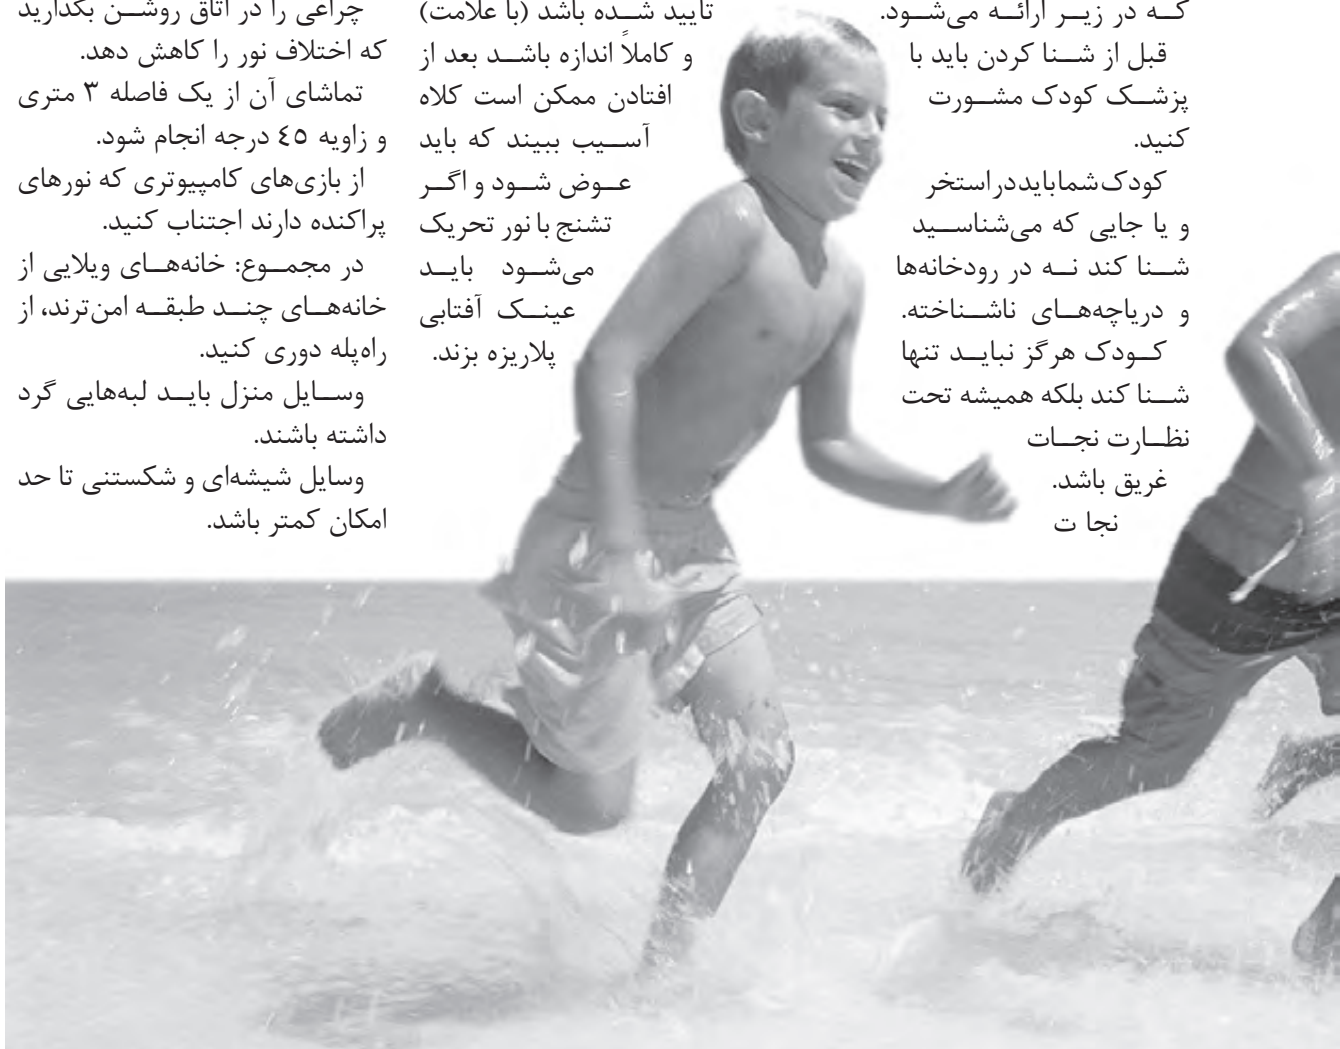 که در زیر ارائه می‌شود.
قبل از شنا کردن باید با
پزشک کودک مشورت
کنید.
کودک شما باید در استخر
و یا جایی که می‌شناسید
شنا کند نه در رودخانه‌ها
و دریاچه‌های ناشناخته.
کودک هرگز نباید تنها
شنا کند بلکه همیشه تحت
نظارت نجات
غریق باشد.
نجا ت
تایید شده باشد (با علامت)
و کاملاً اندازه باشد بعد از
افتادن ممکن است کلاه
آسیب ببیند که باید
عوض شود و اگر
تشنج با نور تحریک
می‌شود باید
عینک آفتابی
پلاریزه بزند.
چراغی را در اتاق روشن بگذارید
که اختلاف نور را کاهش دهد.
تماشای آن از یک فاصله ۳ متری
و زاویه ٤٥ درجه انجام شود.
از بازی‌های کامپیوتری که نورهای
پراکنده دارند اجتناب کنید.
در مجموع: خانه‌های ویلایی از
خانه‌های چند طبقه امن‌ترند، از
راه‌پله دوری کنید.
وسایل منزل باید لبه‌هایی گرد
داشته باشند.
وسایل شیشه‌ای و شکستنی تا حد
امکان کمتر باشد.